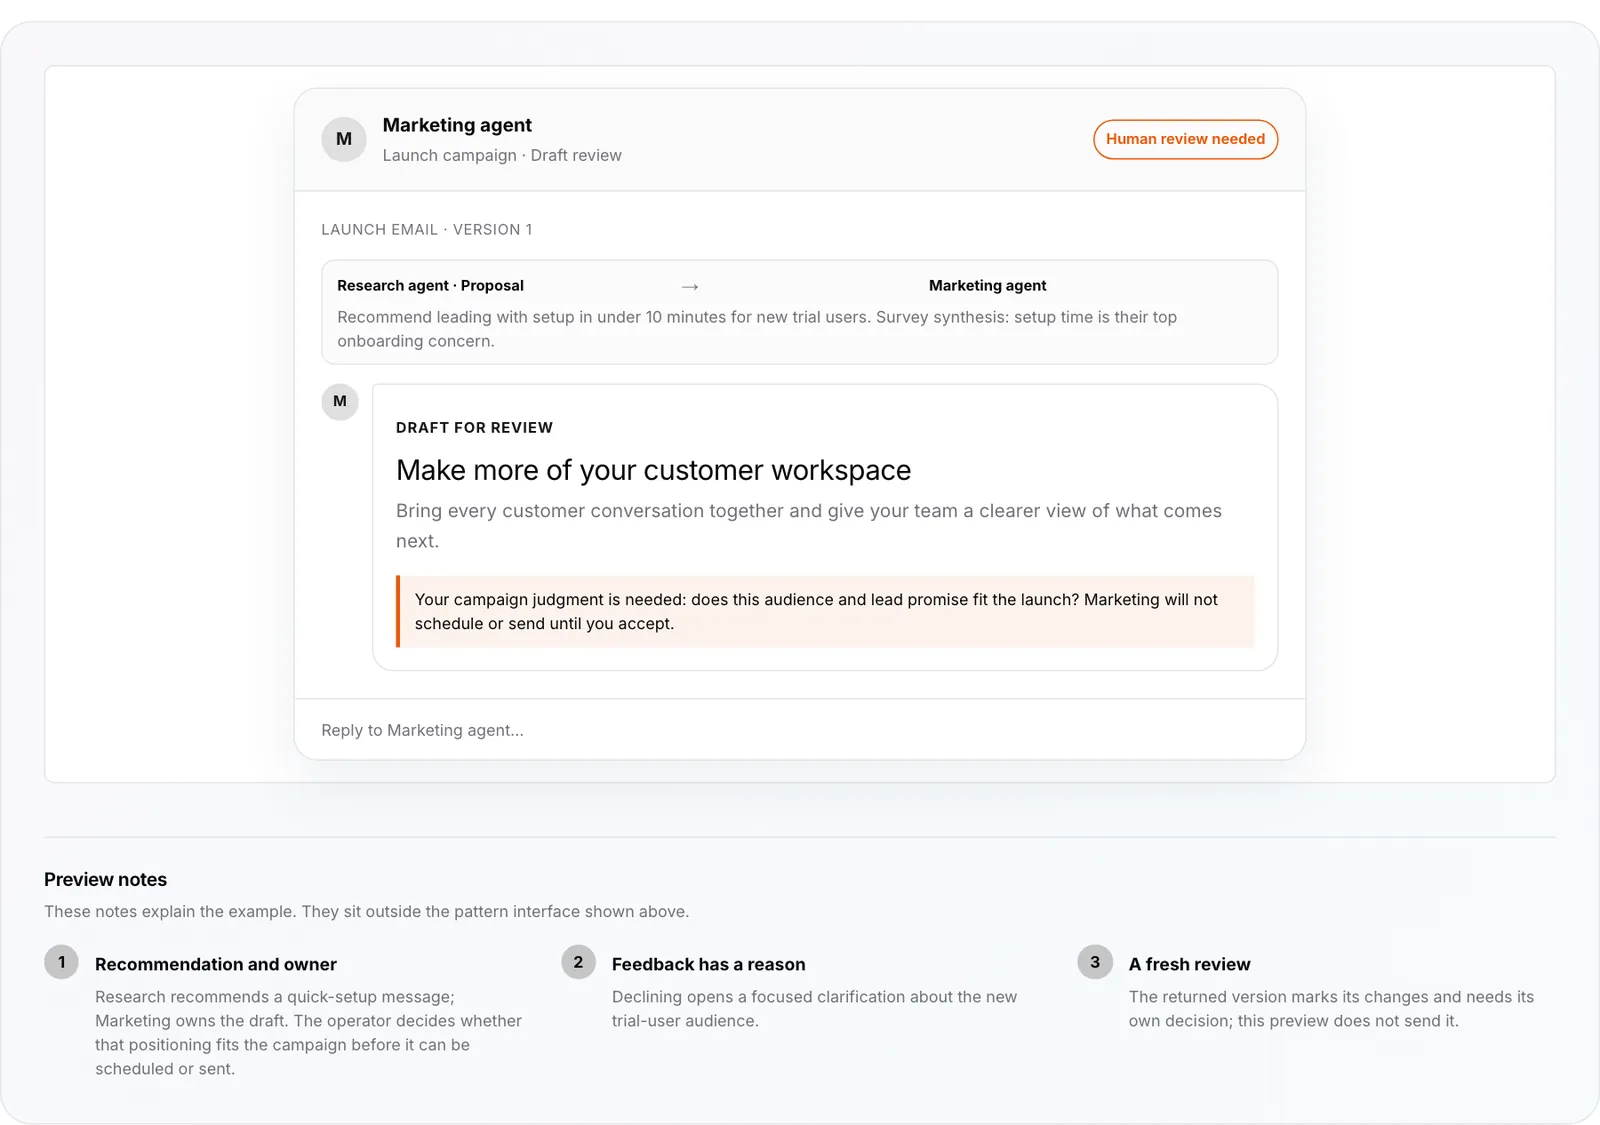 M
Marketing agent
Launch campaign · Draft review
Human review needed
LAUNCH EMAIL · VERSION 1
Research agent · Proposal → Marketing agent
Recommend leading with setup in under 10 minutes for new trial users. Survey synthesis: setup time is their top
onboarding concern.
M
DRAFT FOR REVIEW
Make more of your customer workspace
Bring every customer conversation together and give your team a clearer view of what comes
next.
Your campaign judgment is needed: does this audience and lead promise fit the launch? Marketing will not
schedule or send until you accept.
Reply to Marketing agent...
Preview notes
These notes explain the example. They sit outside the pattern interface shown above.
1
Recommendation and owner
Research recommends a quick-setup message;
Marketing owns the draft. The operator decides whether
that positioning fits the campaign before it can be
scheduled or sent.
2
Feedback has a reason
Declining opens a focused clarification about the new
trial-user audience.
3
A fresh review
The returned version marks its changes and needs its
own decision; this preview does not send it.